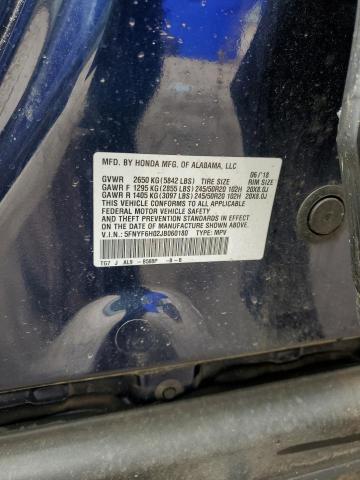 MFD. BY HONDA MFG. OF ALABAMA, LLC
06/'18
GVWR 2650 KG (5842 LBS) TIRE SIZE RIM SIZE
GAWR F 1295 KG (2855 LBS) 245/50R20 102H 20X8.0J
GAWR R 1405 KG (3097 LBS) 245/50R20 102H 20X8.0J
THIS VEHICLE CONFORMS TO ALL APPLICABLE
FEDERAL MOTOR VEHICLE SAFETY
AND THEFT PREVENTION STANDARDS IN EFFECT ON THE
DATE OF MANUFACTURE SHOWN ABOVE.
V.I.N.: 5FNYF6H02JB060180 TYPE: MPV
TG7 J AL9 -B588P -B-B